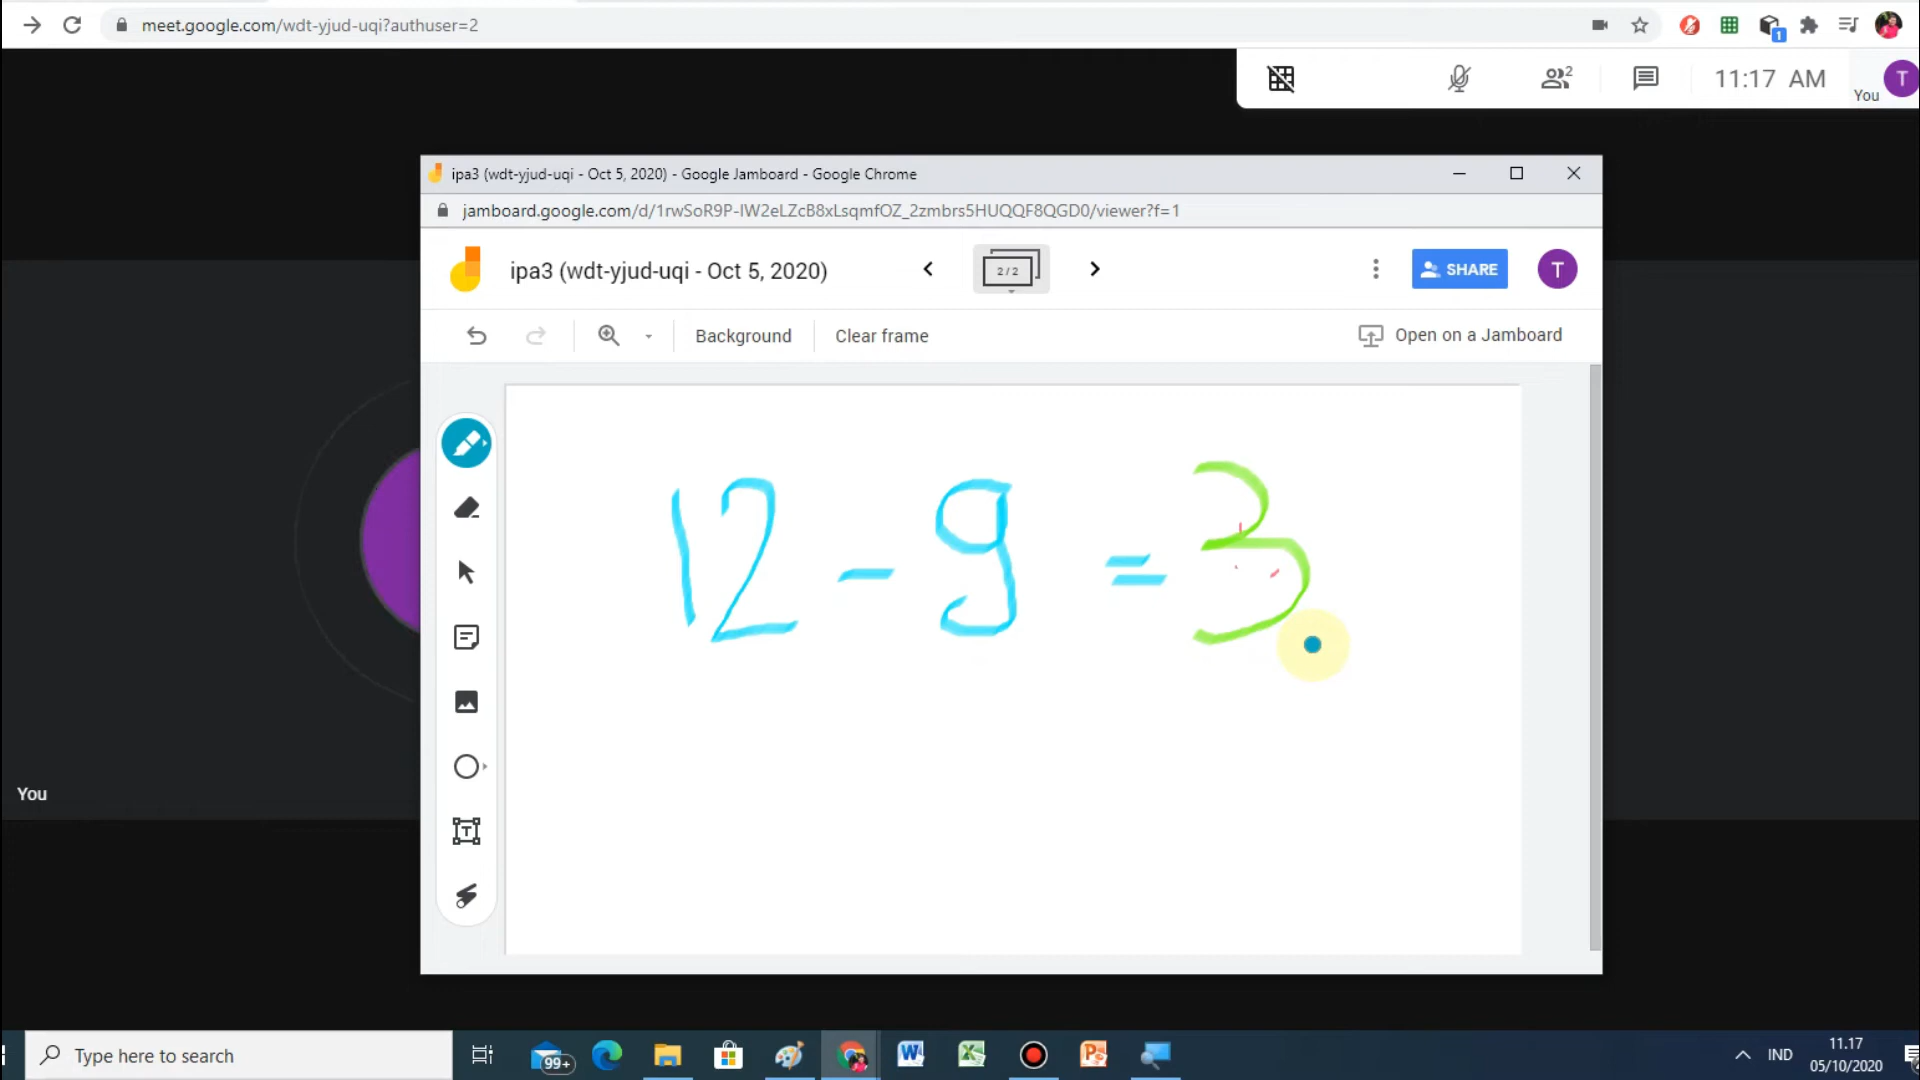 meet.google.com/wdt-yjud-uqi?authuser=2
1
2
11:17 AM
You
T
ipa3 (wdt-yjud-uqi - Oct 5, 2020) - Google Jamboard - Google Chrome
jamboard.google.com/d/1rwSoR9P-IW2eLZcB8xLsqmfOZ_2zmbrs5HUQQF8QGD0/viewer?f=1
ipa3 (wdt-yjud-uqi - Oct 5, 2020)
2 / 2
SHARE
T
Background
Clear frame
Open on a Jamboard
12 - 9 = 3
You
Type here to search
99+
IND
11.17
05/10/2020